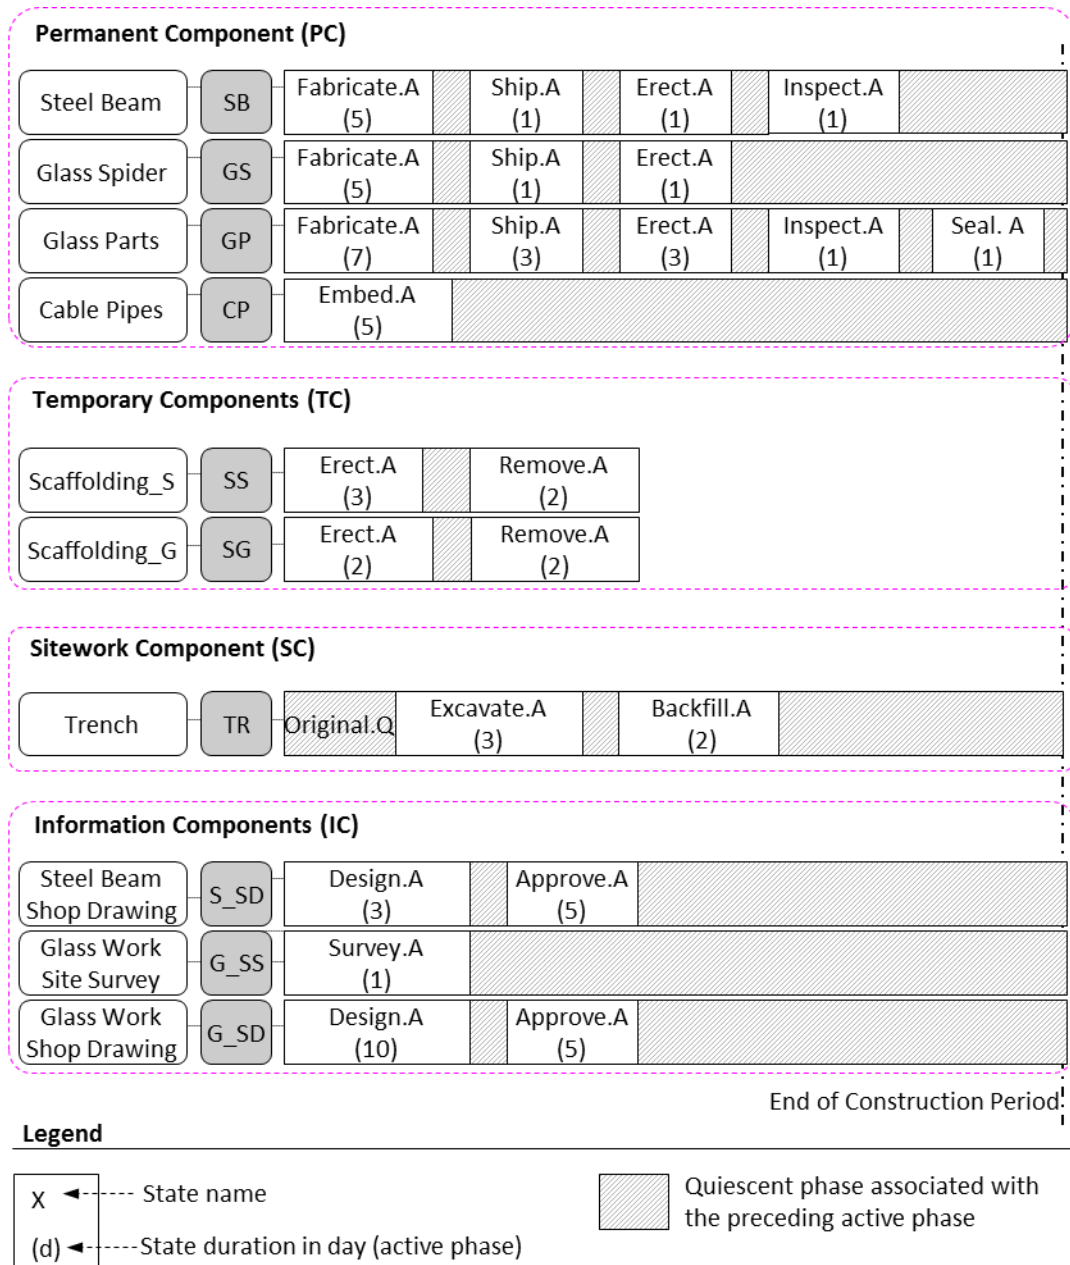 Permanent Component (PC)
Steel Beam
SB
Fabricate.A
(5)
Ship.A
(1)
Erect.A
(1)
Inspect.A
(1)
Glass Spider
GS
Fabricate.A
(5)
Ship.A
(1)
Erect.A
(1)
Glass Parts
GP
Fabricate.A
(7)
Ship.A
(3)
Erect.A
(3)
Inspect.A
(1)
Seal. A
(1)
Cable Pipes
CP
Embed.A
(5)
Temporary Components (TC)
Scaffolding_S
SS
Erect.A
(3)
Remove.A
(2)
Scaffolding_G
SG
Erect.A
(2)
Remove.A
(2)
Sitework Component (SC)
Trench
TR
Original.Q
Excavate.A
(3)
Backfill.A
(2)
Information Components (IC)
Steel Beam
Shop Drawing
S_SD
Design.A
(3)
Approve.A
(5)
Glass Work
Site Survey
G_SS
Survey.A
(1)
Glass Work
Shop Drawing
G_SD
Design.A
(10)
Approve.A
(5)
End of Construction Period
Legend
X
State name
(d)
State duration in day (active phase)
Quiescent phase associated with
the preceding active phase